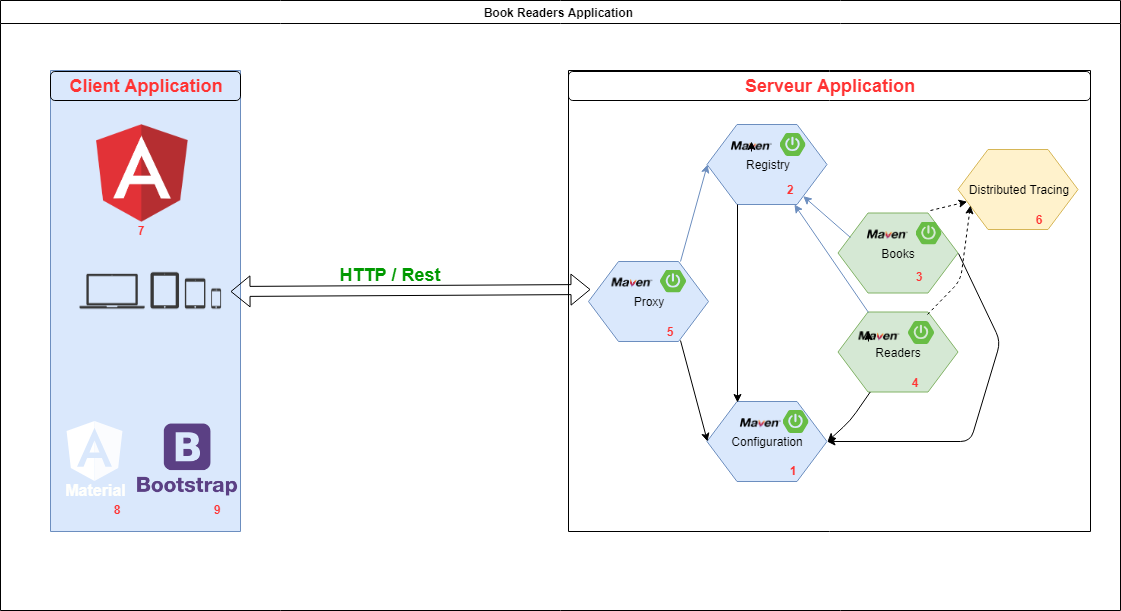 Book Readers Application
Client Application
A
7
A
Material
8
B
Bootstrap
9
HTTP / Rest
Serveur Application
Maven
Registry
2
Distributed Tracing
6
Maven
Books
3
Maven
Proxy
5
Maven
Readers
4
Maven
Configuration
1